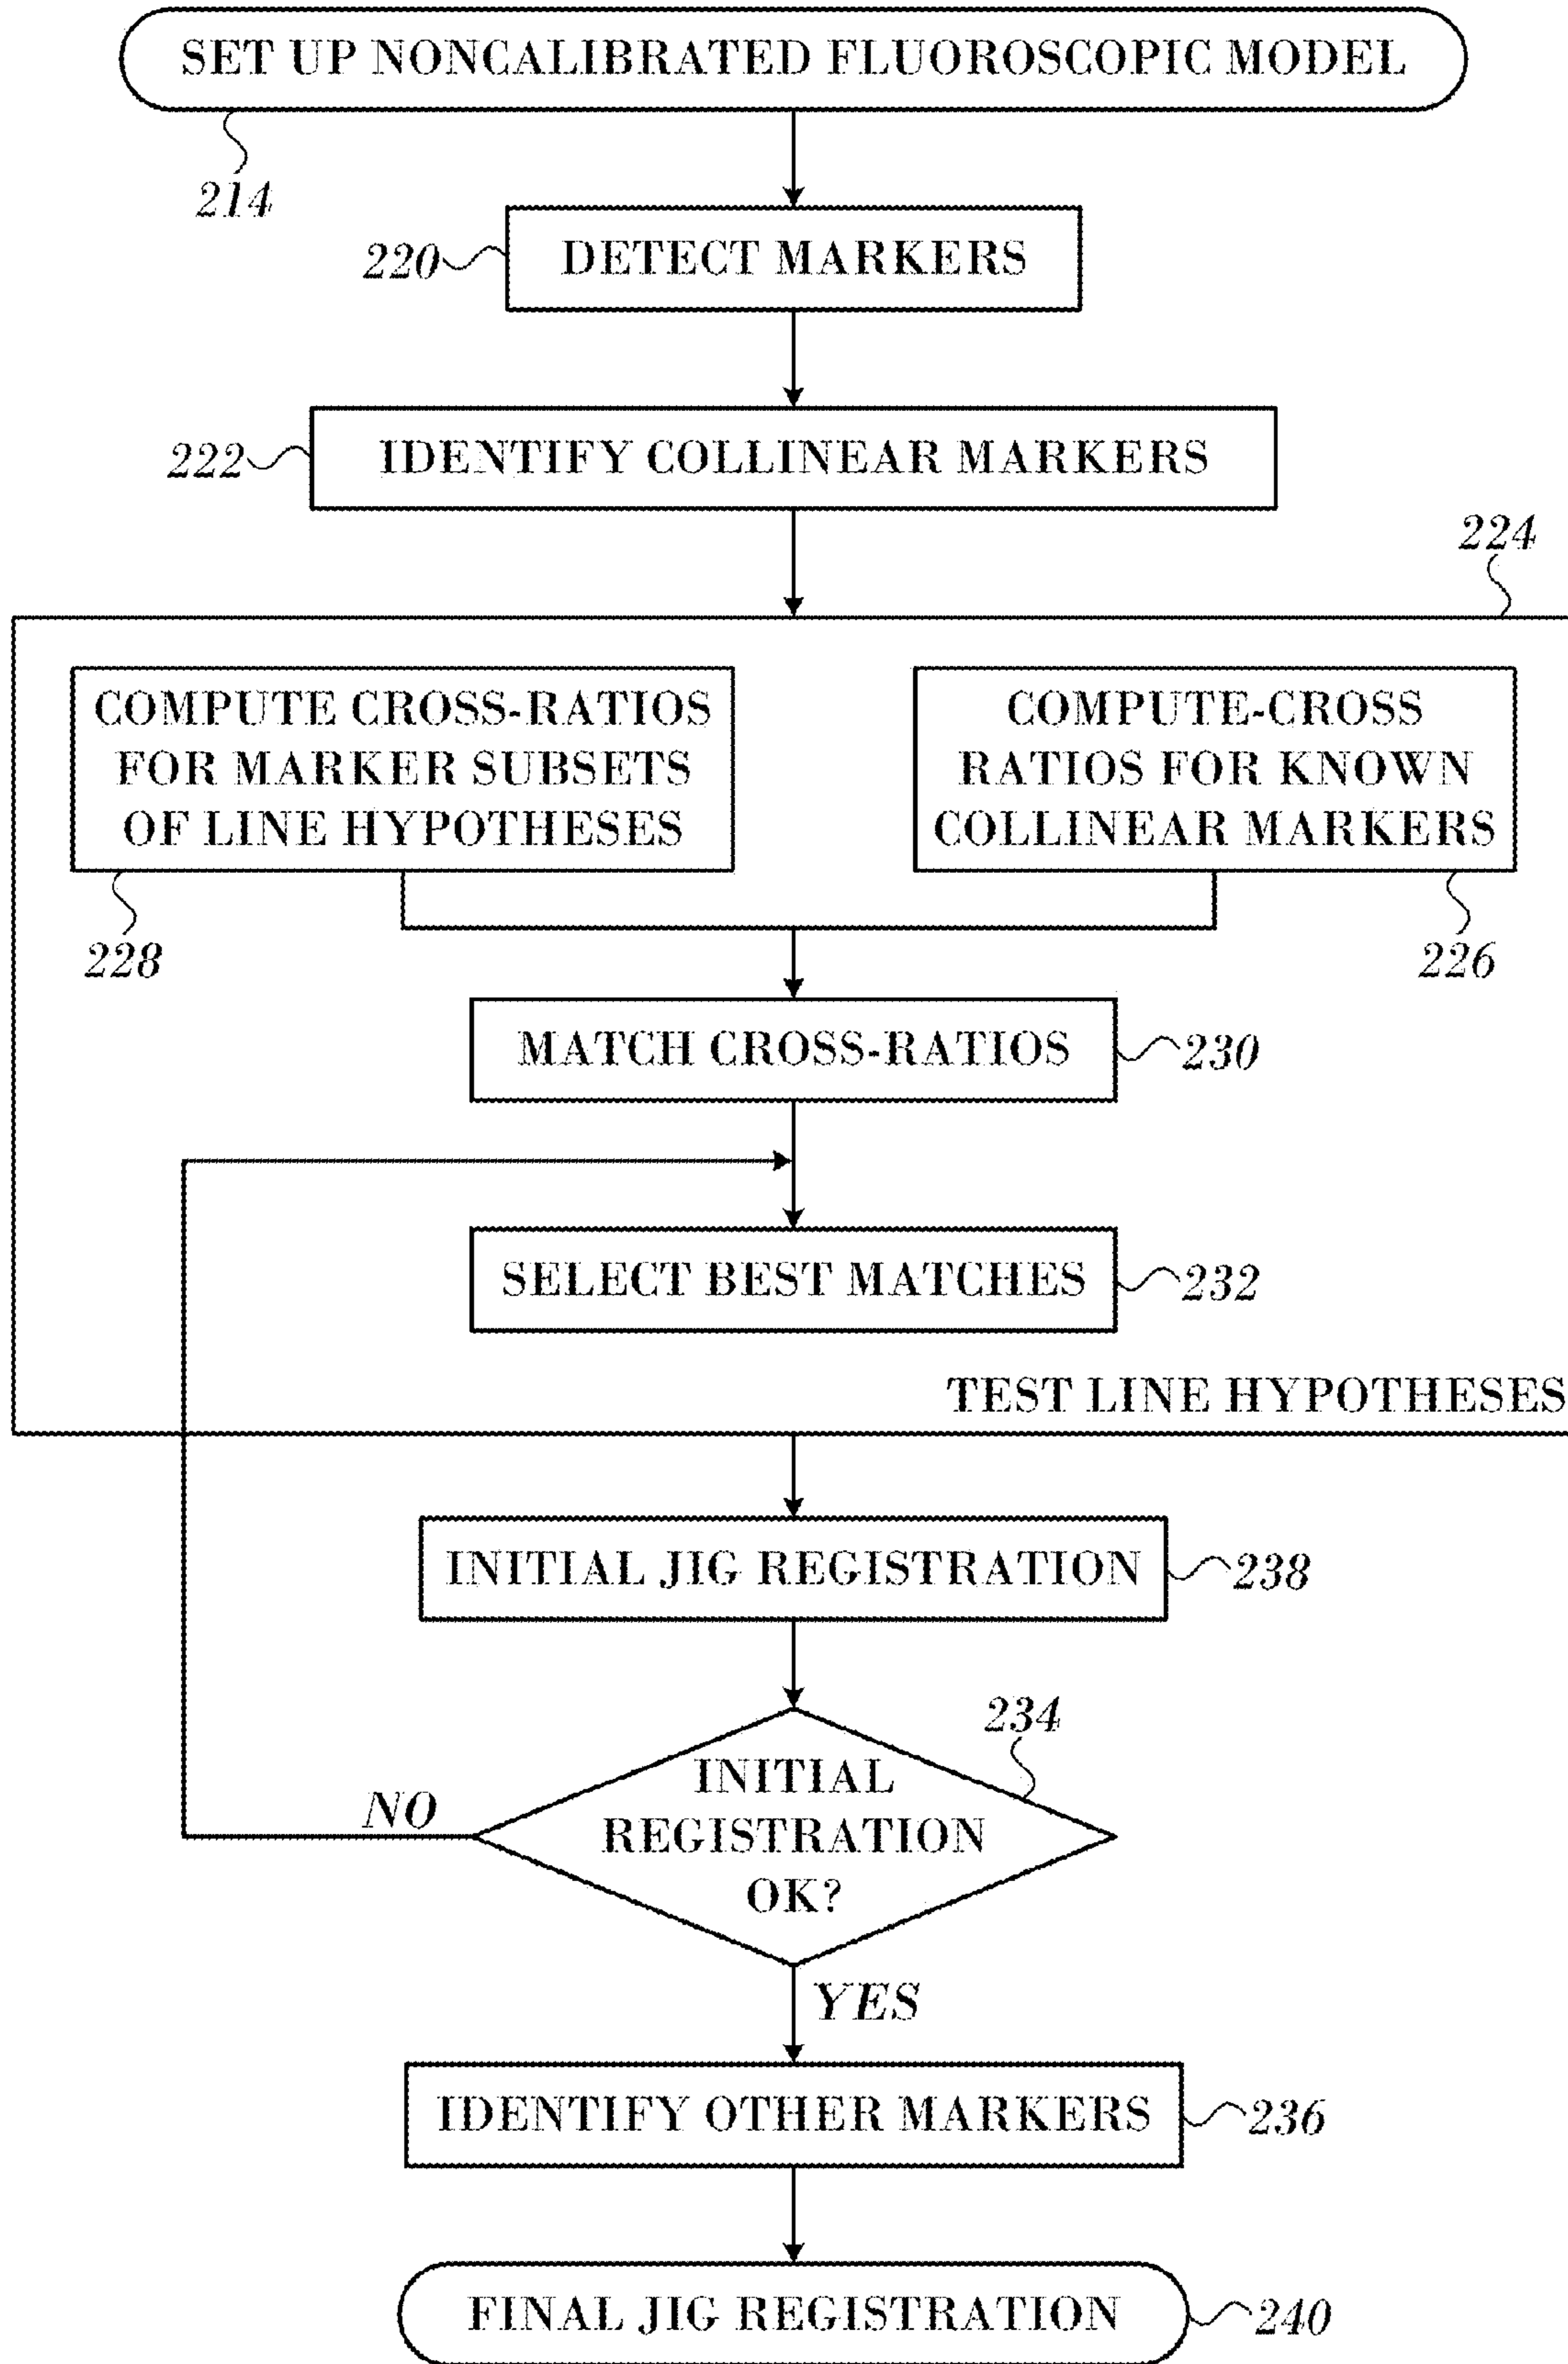 SET UP NONCALIBRATED FLUOROSCOPIC MODEL
214
DETECT MARKERS
220
IDENTIFY COLLINEAR MARKERS
222
224
COMPUTE CROSS-RATIOS
FOR MARKER SUBSETS
OF LINE HYPOTHESES
228
COMPUTE-CROSS
RATIOS FOR KNOWN
COLLINEAR MARKERS
226
MATCH CROSS-RATIOS
230
SELECT BEST MATCHES
232
TEST LINE HYPOTHESES
INITIAL JIG REGISTRATION
238
234
INITIAL
REGISTRATION
OK?
NO
YES
IDENTIFY OTHER MARKERS
236
FINAL JIG REGISTRATION
240